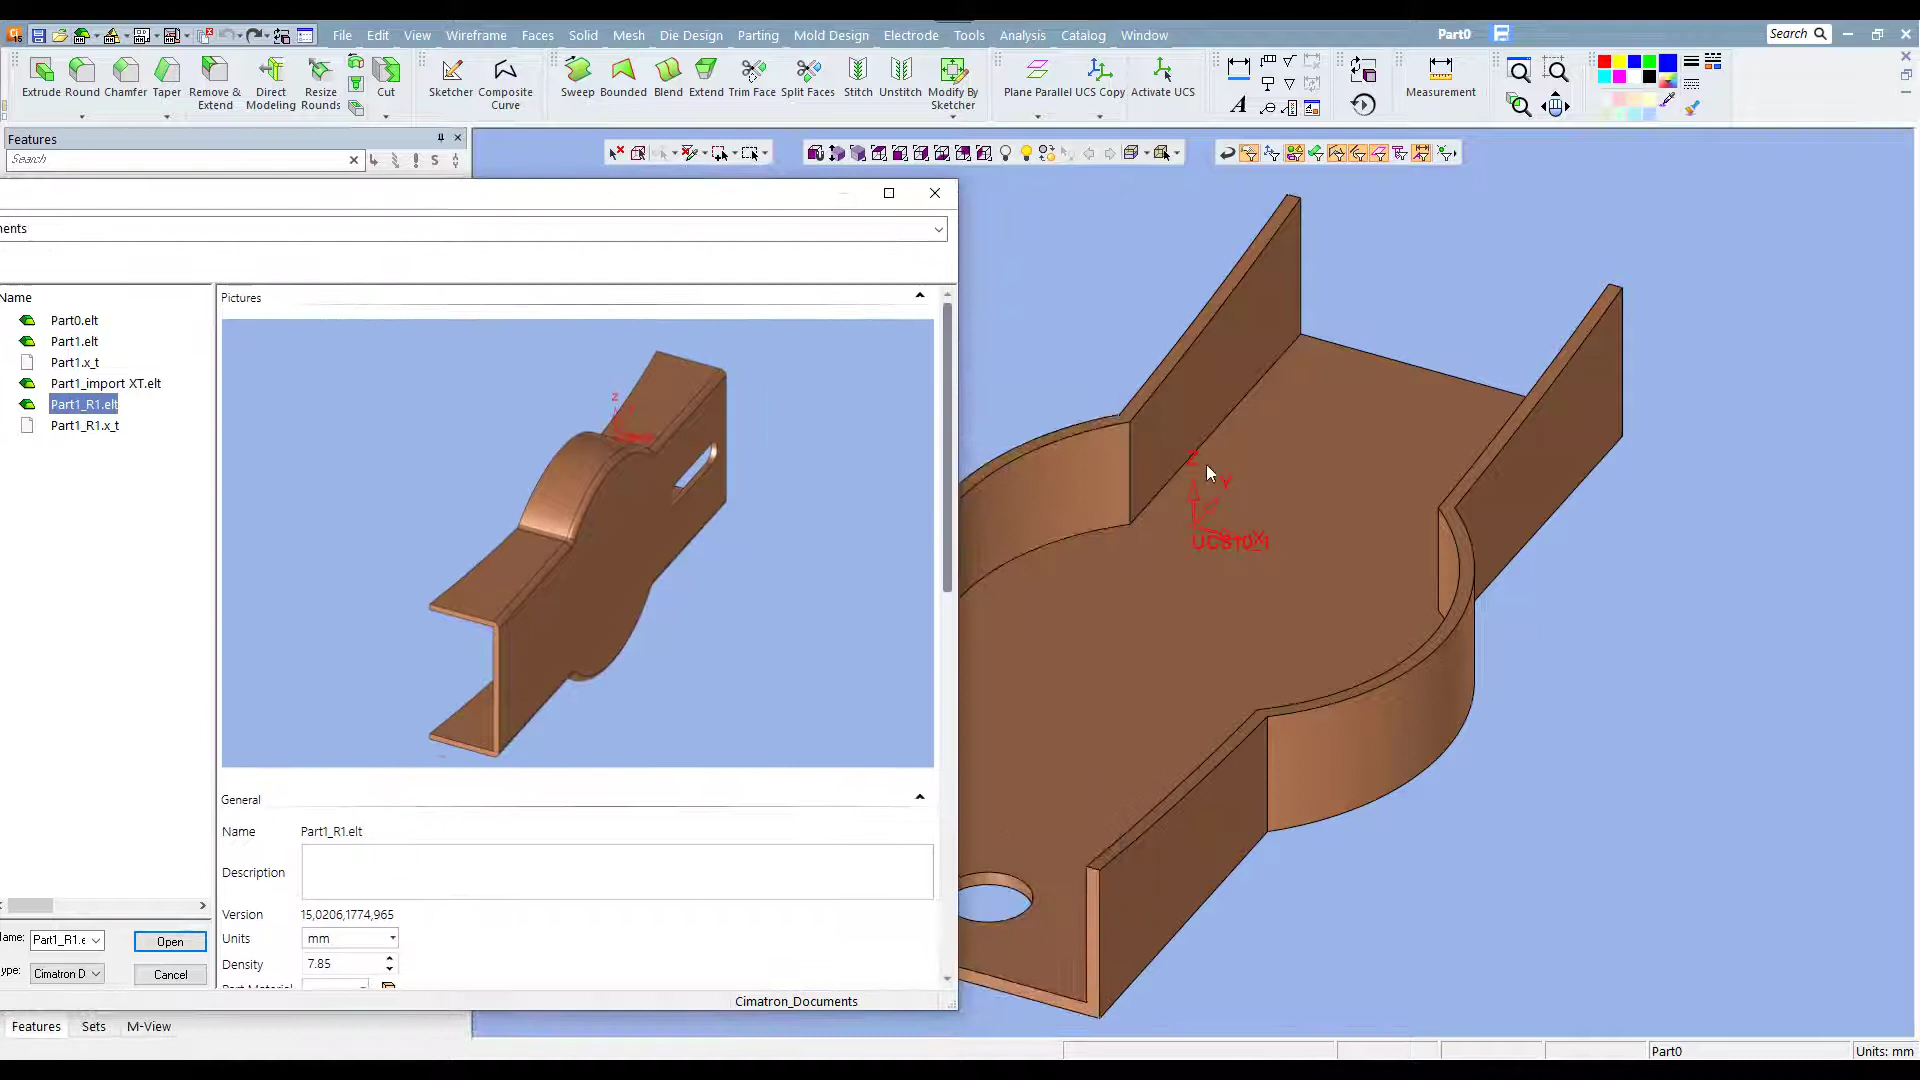 File Edit View Wireframe Faces Solid Mesh Die Design Parting Mold Design Electrode Tools Analysis Catalog Window
Part0
Search
Extrude Round Chamfer Taper Remove & Extend Direct Modeling Resize Rounds Cut
Sketcher Composite Curve
Sweep Bounded Blend Extend Trim Face Split Faces Stitch Unstitch Modify By Sketcher
Plane Parallel UCS Copy Activate UCS
A
Measurement
Features
Search
S
ents
Name
Part0.elt
Part1.elt
Part1.x_t
Part1_import XT.elt
Part1_R1.elt
Part1_R1.x_t
Pictures
Z
General
Name Part1_R1.elt
Description
Version 15,0206,1774,965
Units mm
Density 7.85
ame: Part1_R1.e
Open
ype: Cimatron D
Cancel
Cimatron_Documents
Z
Y
X
Features Sets M-View
Part0
Units: mm